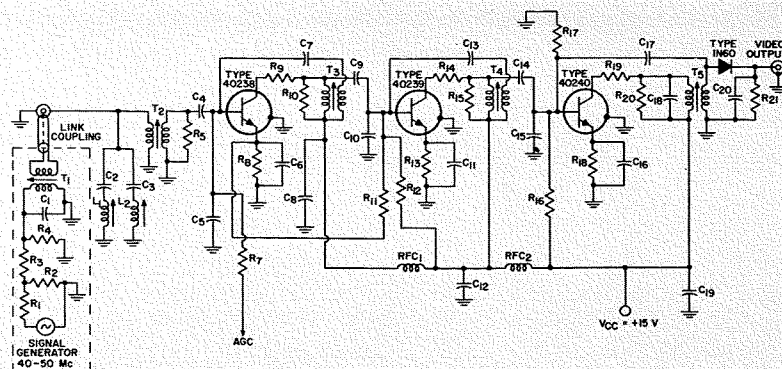 R17
C7
C13
C17
TYPE
IN60
VIDEO
OUTPUT
TYPE
40238
R9
T3
C9
TYPE
40239
R14
T4
C14
TYPE
40240
R19
T5
C20
R21
C4
R10
R15
R20
C18
LINK
COUPLING
T2
R5
C10
C15
T1
C2
C3
R8
C6
R13
C11
R18
C16
C1
L1
L2
C8
R11
R12
R16
R4
C5
R3
R2
R7
RFC1
RFC2
C12
C19
R1
VCC = +15 V
SIGNAL
GENERATOR
40-50 Mc
AGC